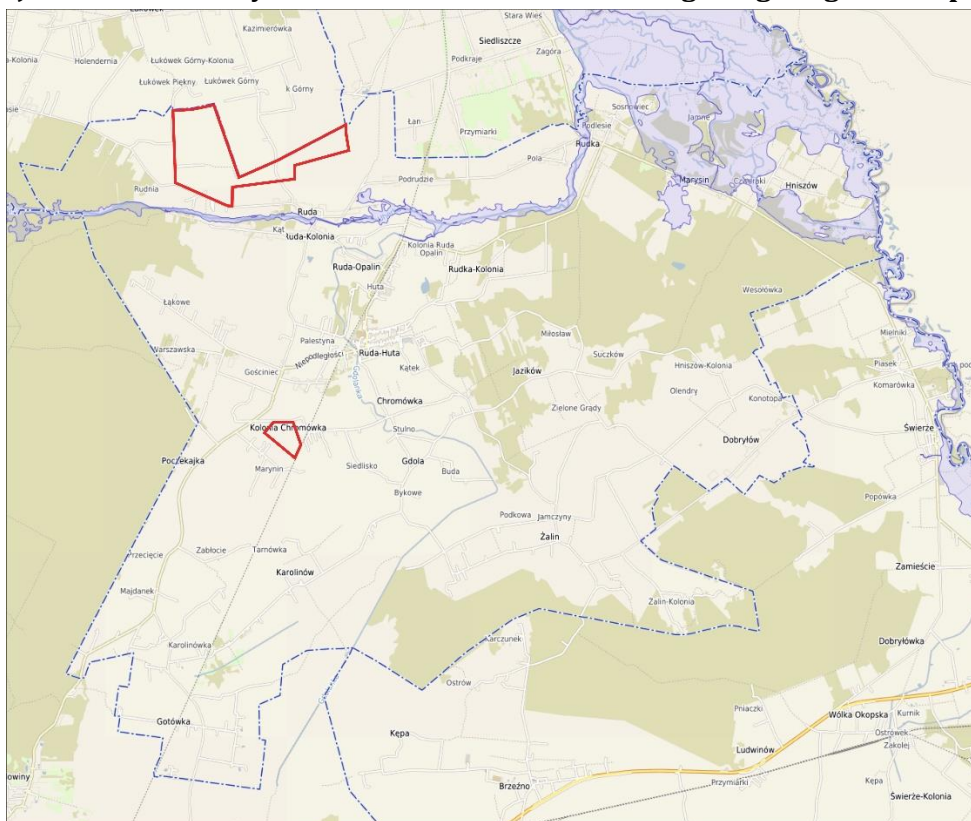 Łukówek
Kazimierówka
Stara Wieś
Siedliszcze
Zagóra
Podkraje
a-Kolonia
Holendernia
Łukówek Górny-Kolonia
Łukówek Piękny
Łukówek Górny
k Górny
Łan
Przymiarki
Sosnowiec
Podlesie
Rudka
Pola
Marysin
Hniszów
Rudnia
Podrudzie
Ruda
Kąt
Ruda-Kolonia
Kolonia Ruda
Opalin
Ruda-Opalin
Rudka-Kolonia
Huta
Wesołówka
Łąkowe
Palestyna
Niepodległości
Miłosław
Mielniki
Warszawska
Ruda-Huta
Suczków
Gościniec
Kątek
Jazików
Hniszów-Kolonia
Piasek
Komarówka
Olendry
Konotopa
Gdolanka
Chromówka
Zielone Grądy
Kolonia Chromówka
Stulno
Świerże
Dobryłów
Poczekajka
Marynin
Siedlisko
Gdola
Buda
Bykowe
Popówka
Podkowa
Jamczyny
Żalin
Przecięcie
Zabłocie
Tarnówka
Zamieście
Karolinów
Majdanek
Żalin-Kolonia
Karolinówka
Karczunek
Dobryłówka
Ostrów
Pniaczki
Gotówka
Wólka Okopska
Kurnik
Kępa
Ostrówek
Zakolej
Ludwinów
owiny
Przymiarki
Kępa
Brzeźno
Świerże-Kolonia